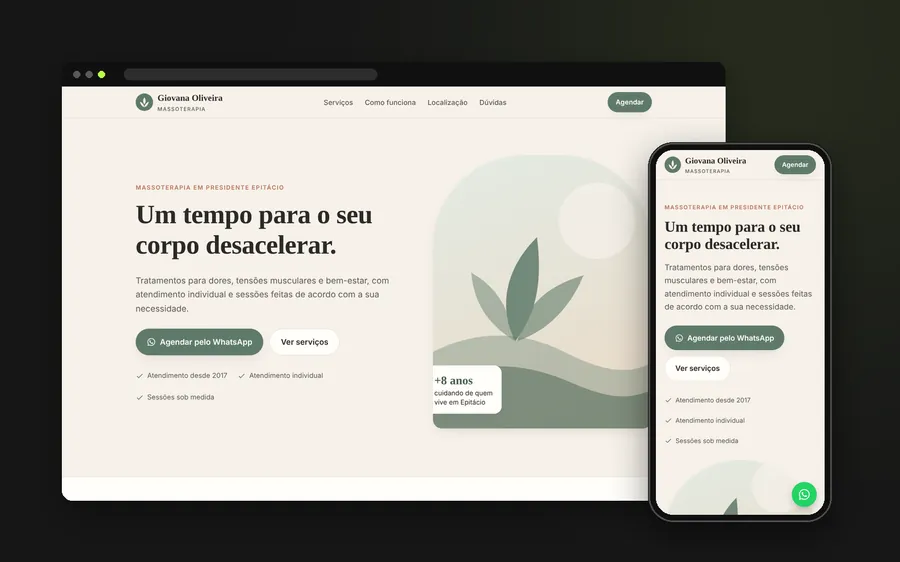 Giovana Oliveira
MASSOTERAPIA
Serviços Como funciona Localização Dúvidas
Agendar
MASSOTERAPIA EM PRESIDENTE EPITÁCIO
Um tempo para o seu
corpo desacelerar.
Tratamentos para dores, tensões musculares e bem-estar, com
atendimento individual e sessões feitas de acordo com a sua
necessidade.
Agendar pelo WhatsApp
Ver serviços
Atendimento desde 2017
Atendimento individual
Sessões sob medida
+8 anos
cuidando de quem
vive em Epitácio
Giovana Oliveira
MASSOTERAPIA
Agendar
MASSOTERAPIA EM PRESIDENTE EPITÁCIO
Um tempo para o seu
corpo desacelerar.
Tratamentos para dores, tensões
musculares e bem-estar, com
atendimento individual e sessões feitas
de acordo com a sua necessidade.
Agendar pelo WhatsApp
Ver serviços
Atendimento desde 2017
Atendimento individual
Sessões sob medida